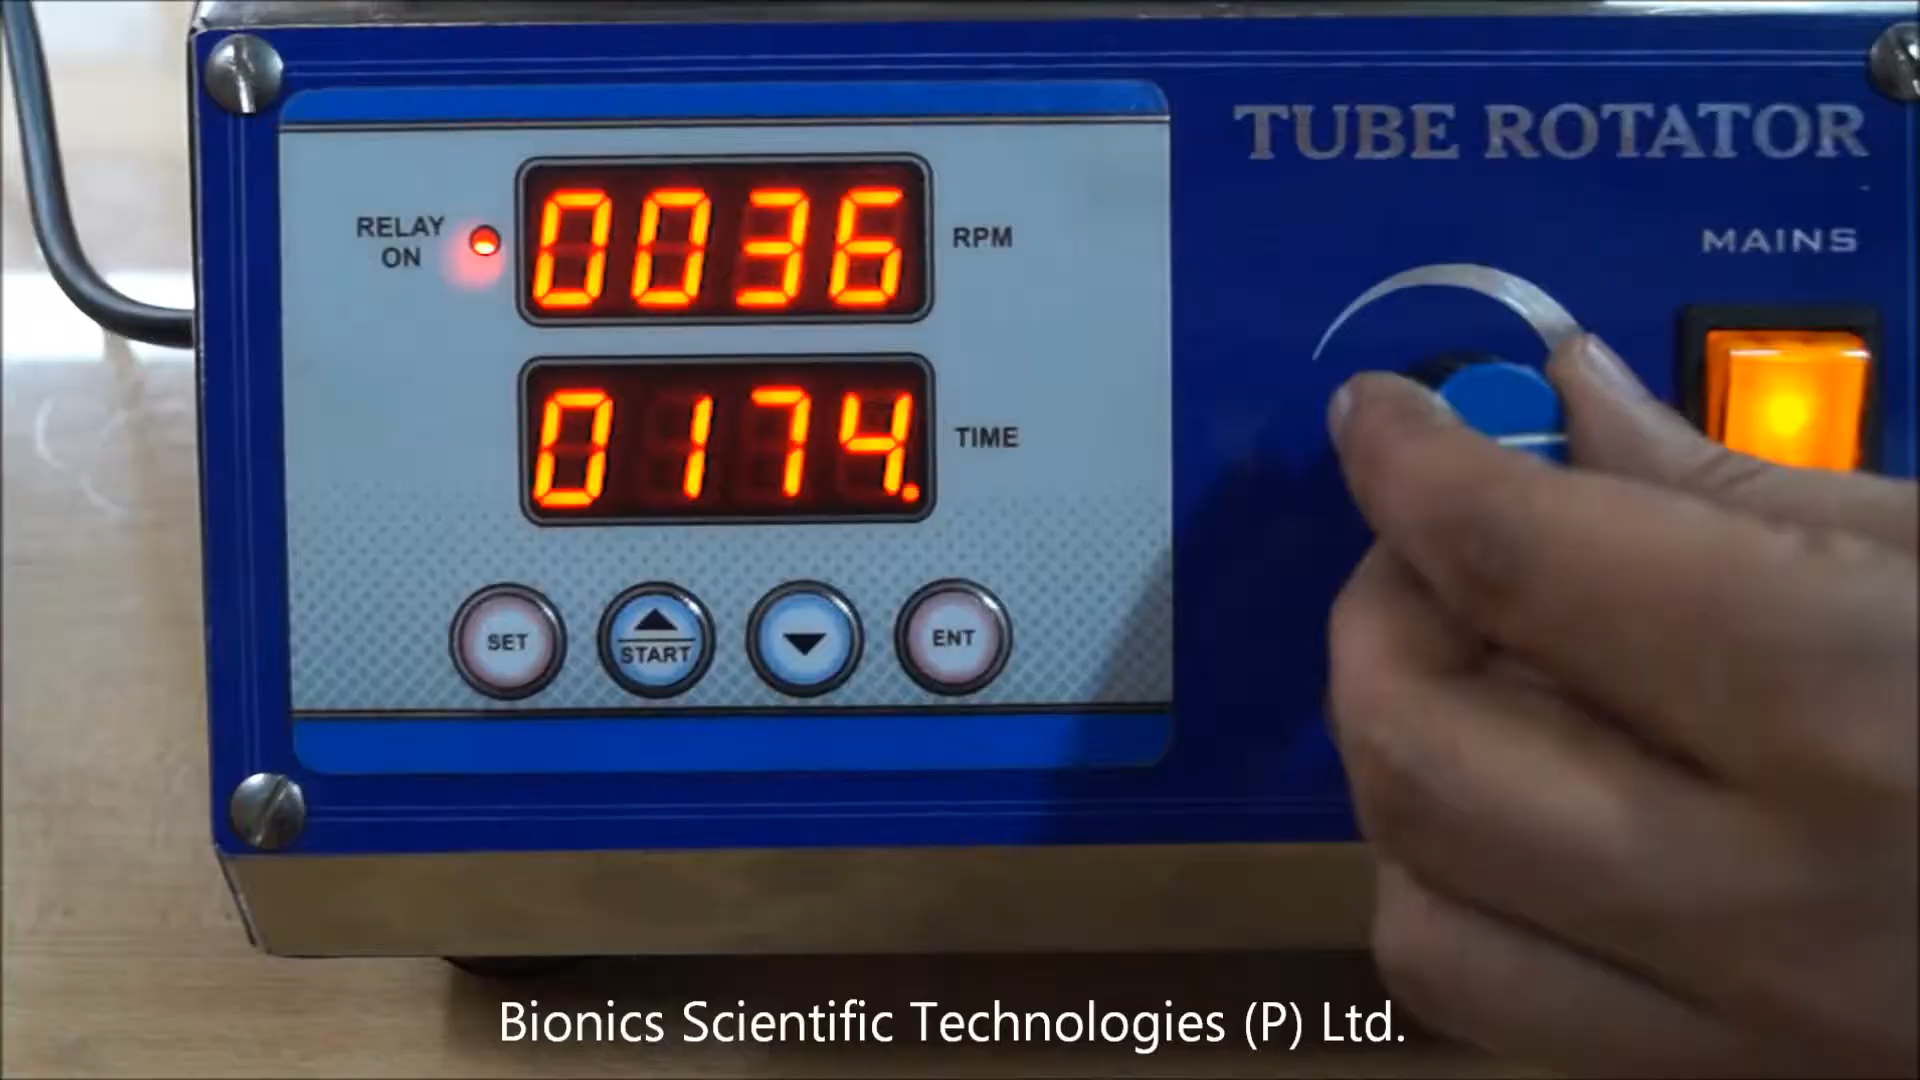 TUBE ROTATOR
RELAY
ON
0036
RPM
MAINS
0174.
TIME
SET
START
ENT
Bionics Scientific Technologies (P) Ltd.